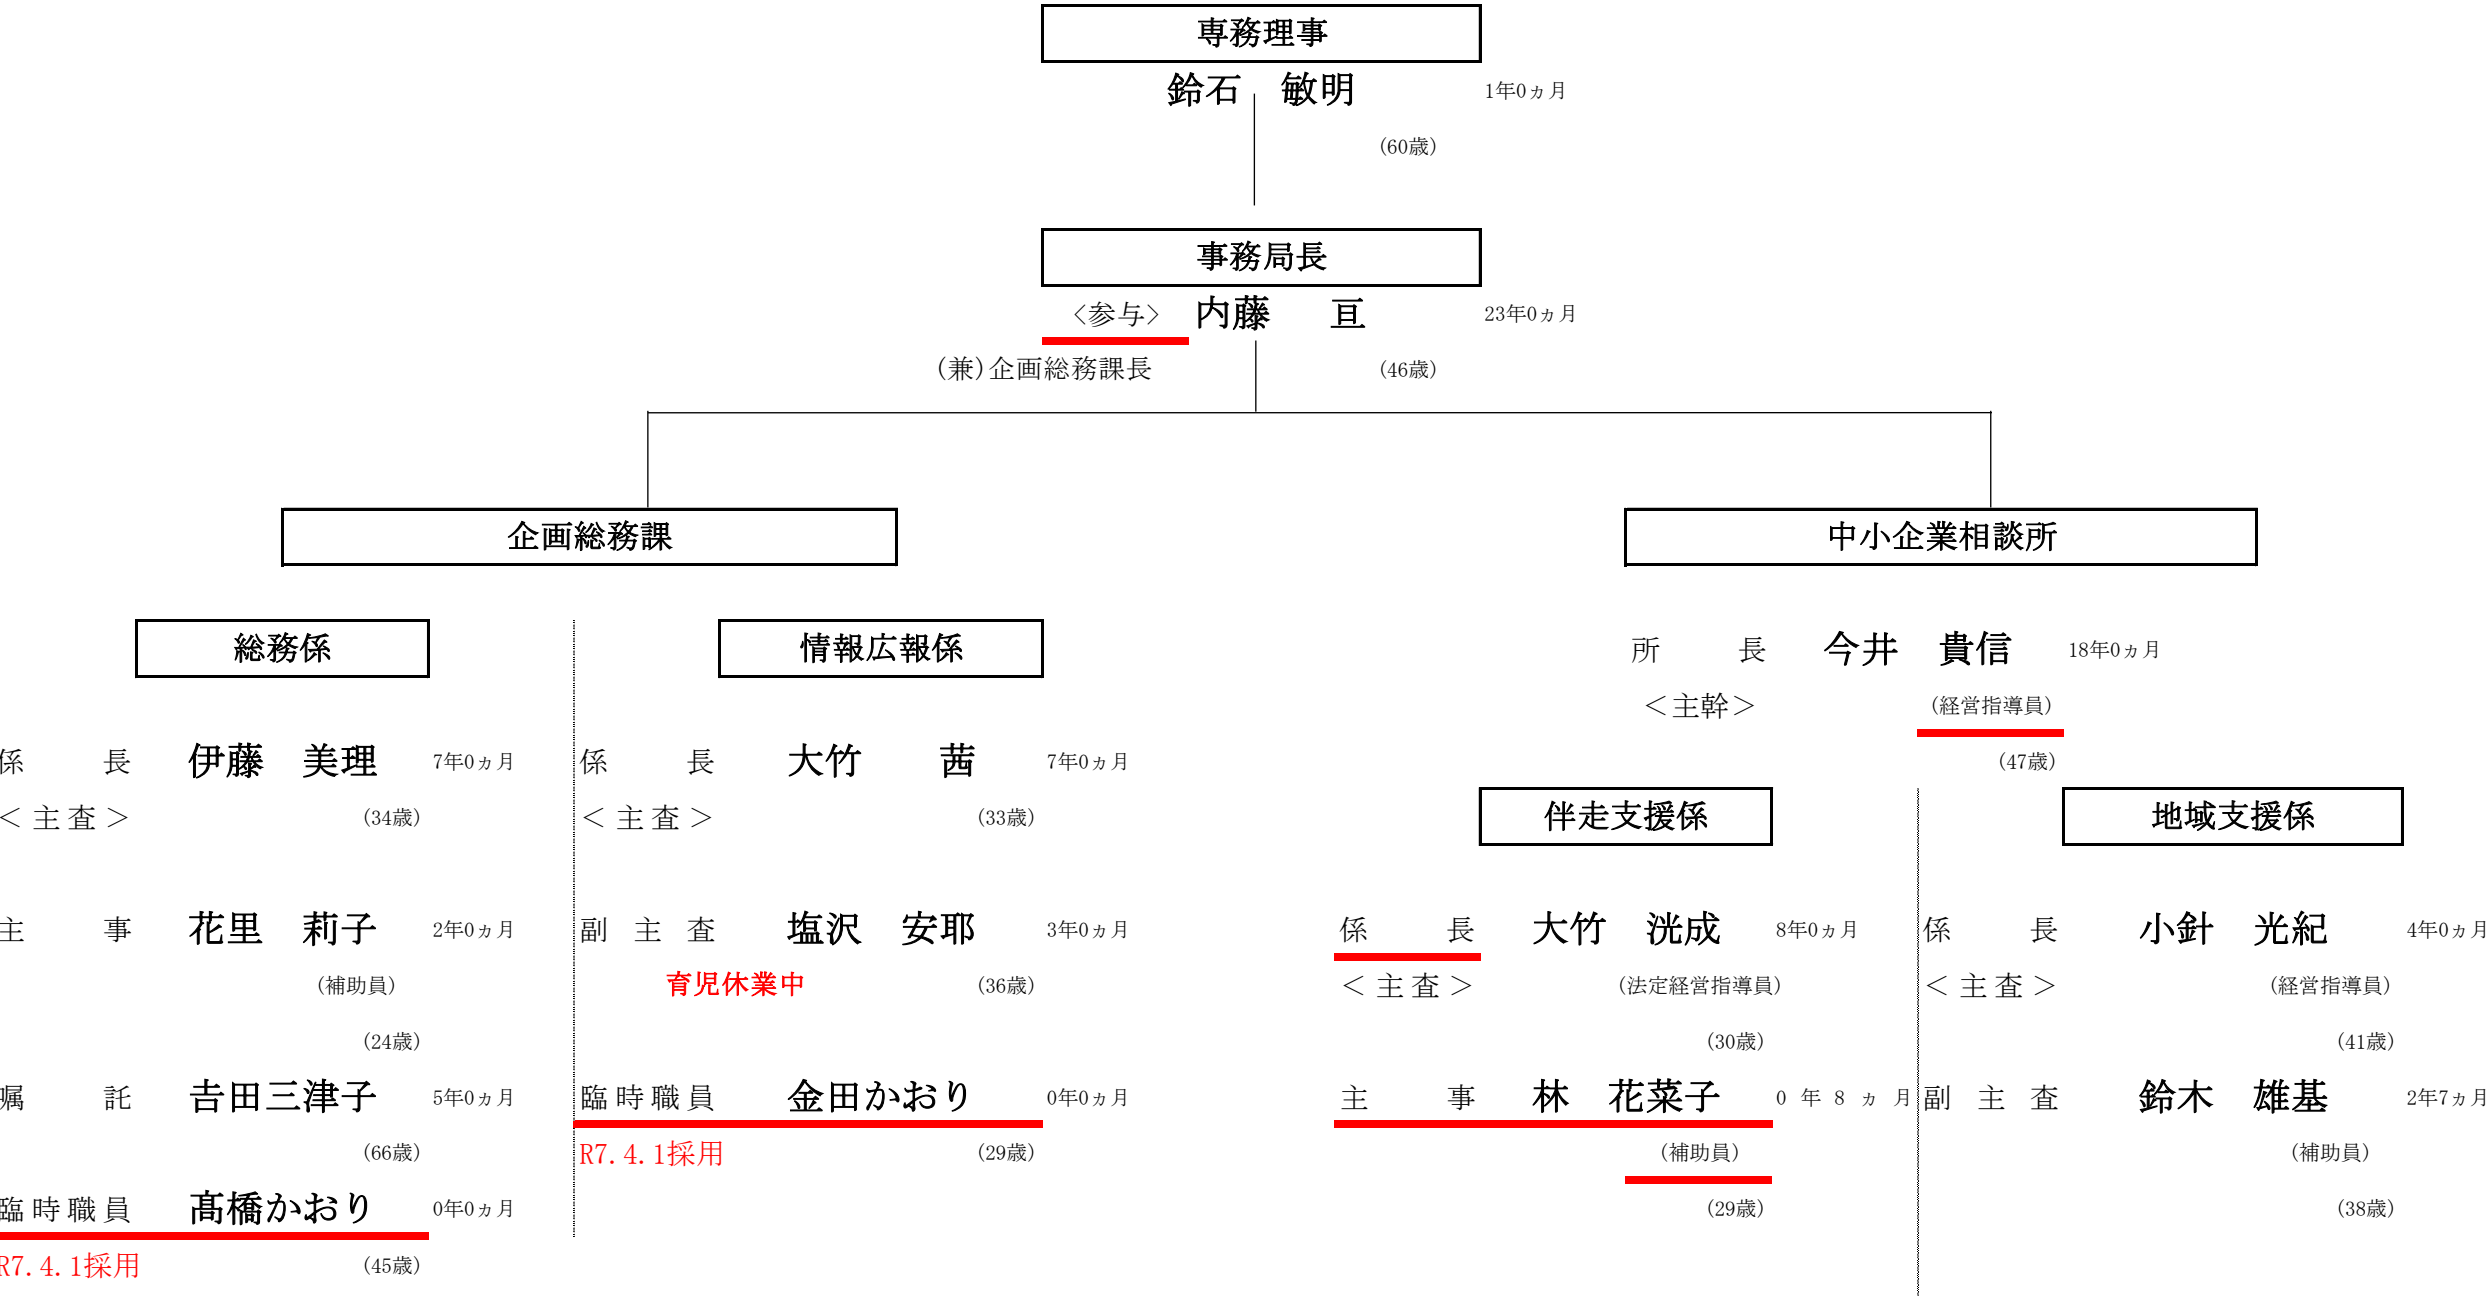 専務理事
鈴石　敏明　1年0ヵ月
(60歳)
事務局長
<参与>　内藤　亘　23年0ヵ月
(兼)企画総務課長　(46歳)
企画総務課
総務係
係長　伊藤　美理　7年0ヵ月
＜主査＞　(34歳)
主事　花里　莉子　2年0ヵ月
(補助員)
(24歳)
嘱託　𠮷田三津子　5年0ヵ月
(66歳)
臨時職員　髙橋かおり　0年0ヵ月
R7.4.1採用　(45歳)
情報広報係
係長　大竹　茜　7年0ヵ月
＜主査＞　(33歳)
副主査　塩沢　安耶　3年0ヵ月
育児休業中　(36歳)
臨時職員　金田かおり　0年0ヵ月
R7.4.1採用　(29歳)
中小企業相談所
所長　今井　貴信　18年0ヵ月
＜主幹＞　(経営指導員)
(47歳)
伴走支援係
係長　大竹　洸成　8年0ヵ月
＜主査＞　(法定経営指導員)
(30歳)
主事　林　花菜子　0年8ヵ月
(補助員)
(29歳)
地域支援係
係長　小針　光紀　4年0ヵ月
＜主査＞　(経営指導員)
(41歳)
副主査　鈴木　雄基　2年7ヵ月
(補助員)
(38歳)